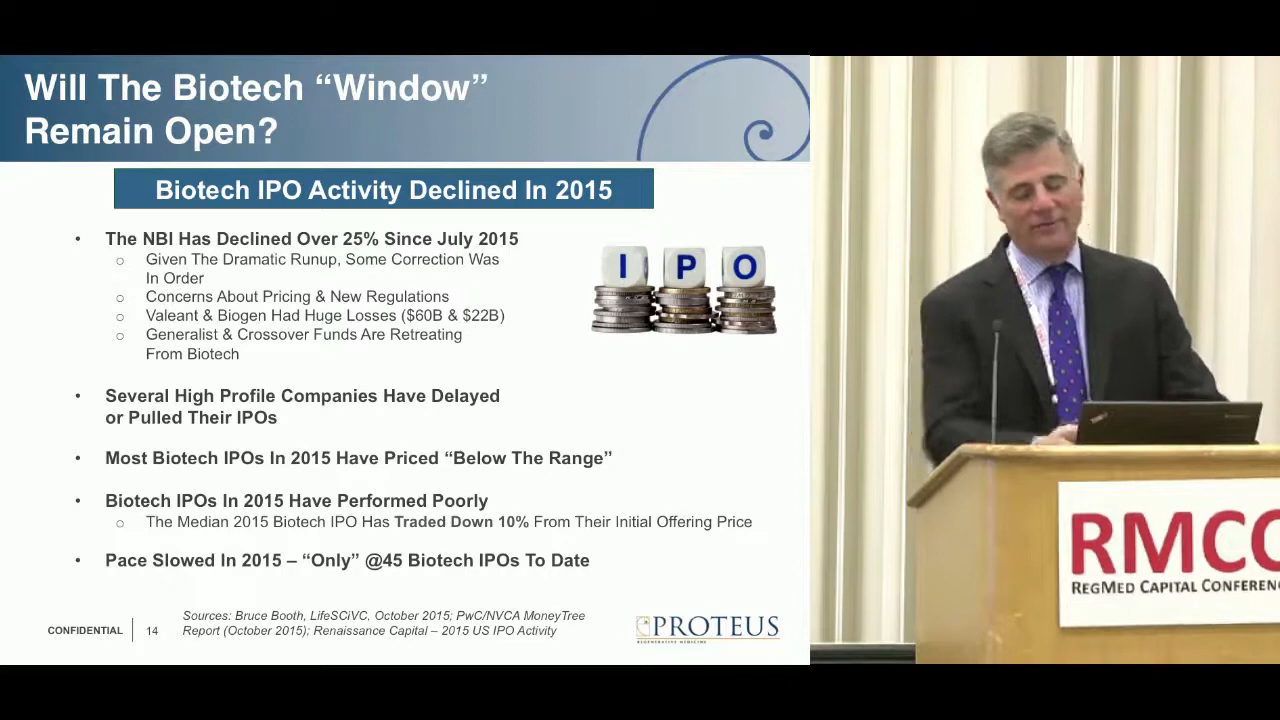 Will The Biotech “Window”
Remain Open?
Biotech IPO Activity Declined In 2015
• The NBI Has Declined Over 25% Since July 2015
o Given The Dramatic Runup, Some Correction Was
In Order
o Concerns About Pricing & New Regulations
o Valeant & Biogen Had Huge Losses ($60B & $22B)
o Generalist & Crossover Funds Are Retreating
From Biotech
I P O
• Several High Profile Companies Have Delayed
or Pulled Their IPOs
• Most Biotech IPOs In 2015 Have Priced “Below The Range”
• Biotech IPOs In 2015 Have Performed Poorly
o The Median 2015 Biotech IPO Has Traded Down 10% From Their Initial Offering Price
• Pace Slowed In 2015 – “Only” @45 Biotech IPOs To Date
CONFIDENTIAL 14
Sources: Bruce Booth, LifeSCiVC, October 2015; PwC/NVCA MoneyTree
Report (October 2015); Renaissance Capital – 2015 US IPO Activity
PROTEUS
REGENERATIVE MEDICINE
RMCC
REGMED CAPITAL CONFERENC